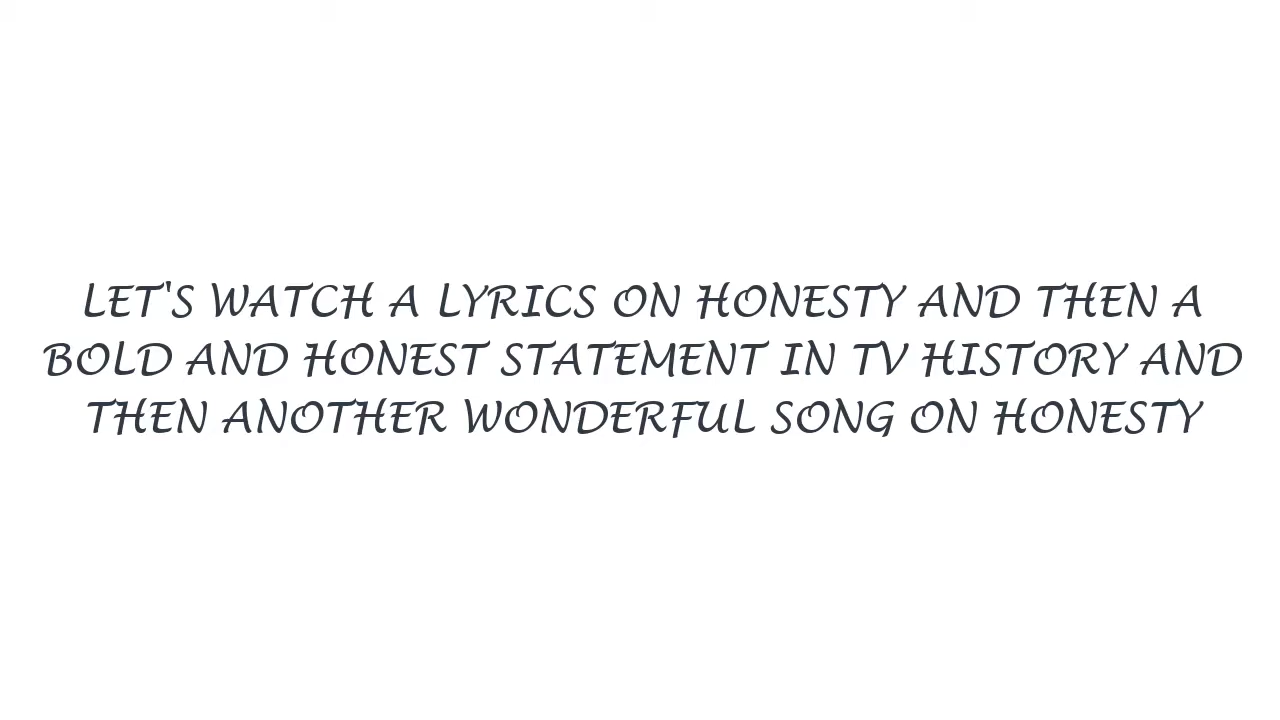 LET'S WATCH A LYRICS ON HONESTY AND THEN A
BOLD AND HONEST STATEMENT IN TV HISTORY AND
THEN ANOTHER WONDERFUL SONG ON HONESTY